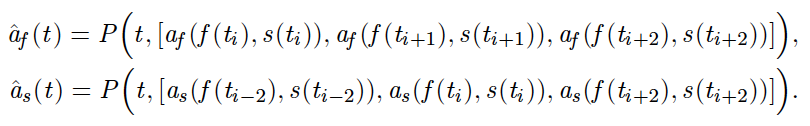 â_f(t) = P(t, [a_f(f(t_i), s(t_i)), a_f(f(t_{i+1}), s(t_{i+1})), a_f(f(t_{i+2}), s(t_{i+2}))]),
â_s(t) = P(t, [a_s(f(t_{i−2}), s(t_{i−2})), a_s(f(t_i), s(t_i)), a_s(f(t_{i+2}), s(t_{i+2}))]).